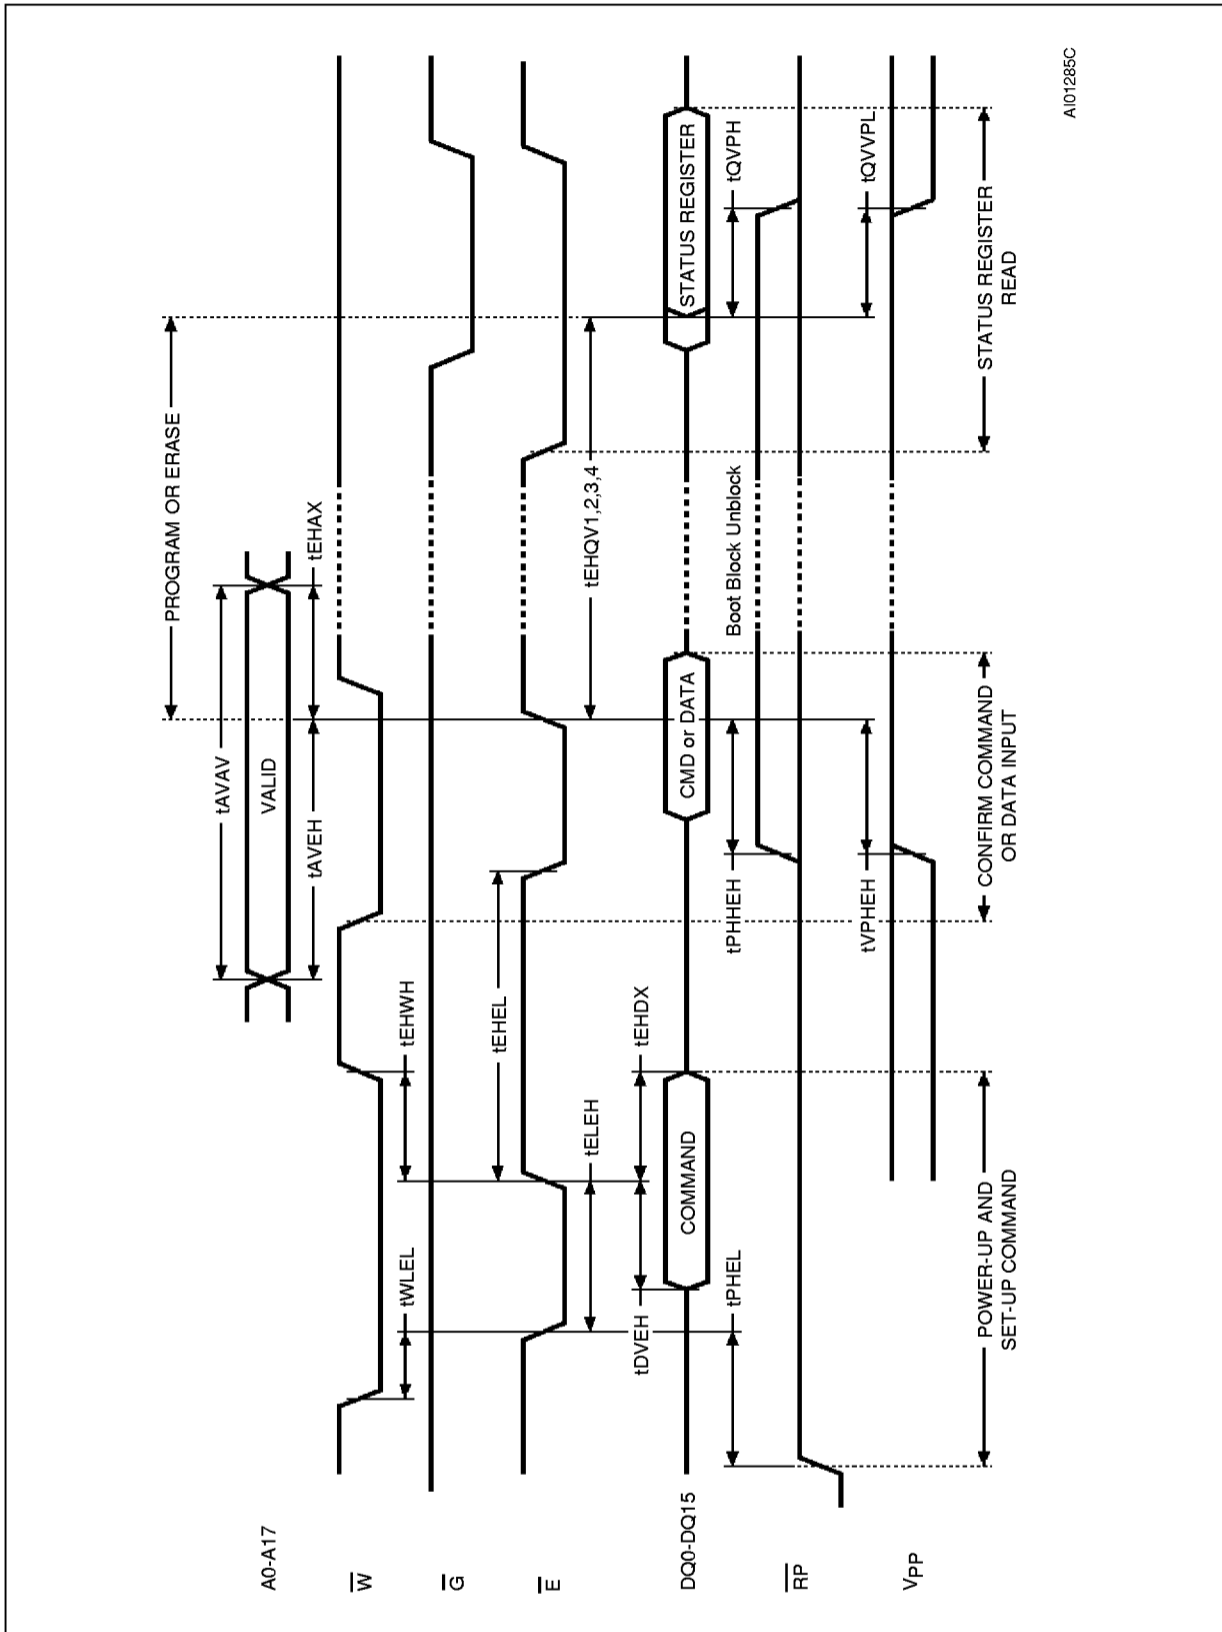 PROGRAM OR ERASE
tAVAV
A0-A17
VALID
tAVEH
tEHAX
W
tWLEL
tEHWH
G
tEHEL
E
tELEH
tEHQV1,2,3,4
tDVEH
tEHDX
DQ0-DQ15
COMMAND
CMD or DATA
STATUS REGISTER
tPHEL
tPHHEH
Boot Block Unblock
tQVPH
RP
tVPHEH
tQVVPL
VPP
POWER-UP AND
SET-UP COMMAND
CONFIRM COMMAND
OR DATA INPUT
STATUS REGISTER
READ
AI01285C